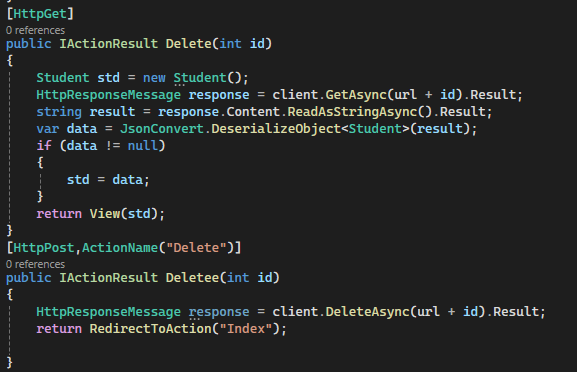 [HttpGet]
0 references
public IActionResult Delete(int id)
{
Student std = new Student();
HttpResponseMessage response = client.GetAsync(url + id).Result;
string result = response.Content.ReadAsStringAsync().Result;
var data = JsonConvert.DeserializeObject<Student>(result);
if (data != null)
{
std = data;
}
return View(std);
}
[HttpPost,ActionName("Delete")]
0 references
public IActionResult Deletee(int id)
{
HttpResponseMessage response = client.DeleteAsync(url + id).Result;
return RedirectToAction("Index");
}